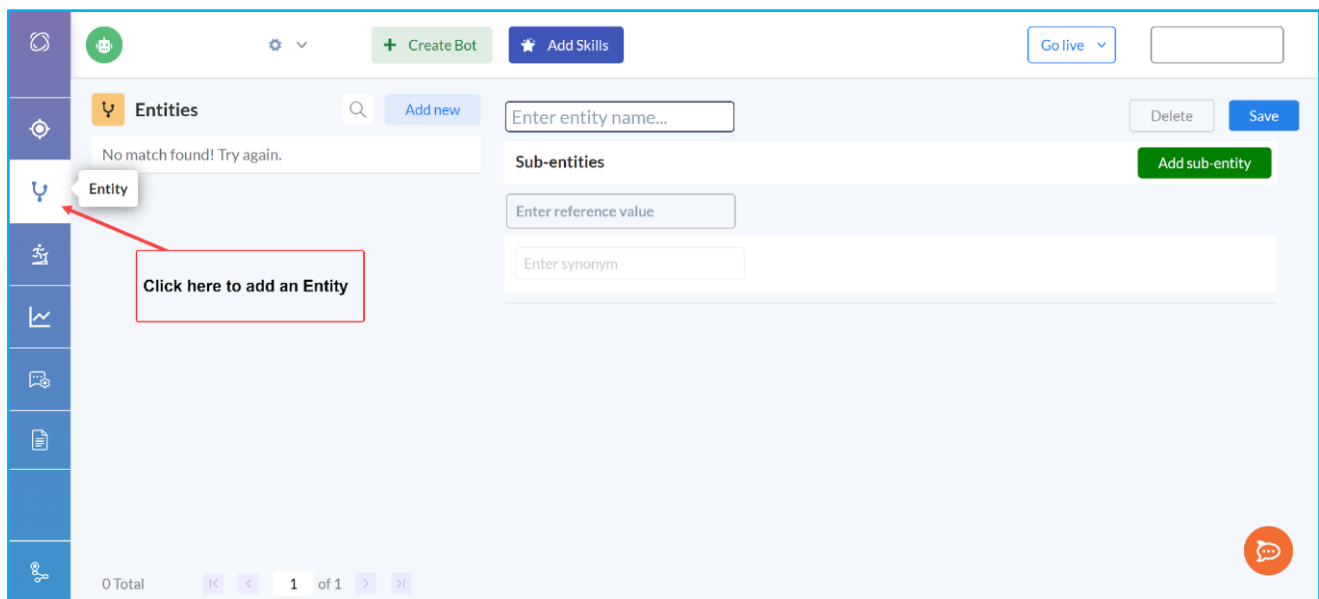 Create Bot
Add Skills
Go live
Entities
Add new
Enter entity name...
Delete
Save
No match found! Try again.
Sub-entities
Add sub-entity
Entity
Enter reference value
Enter synonym
Click here to add an Entity
0 Total
1 of 1